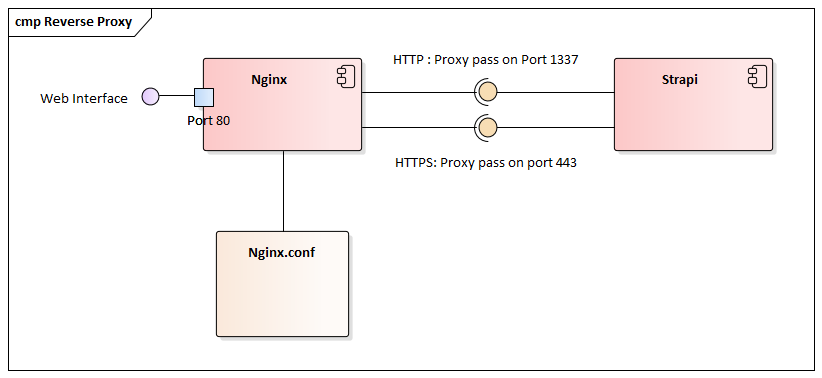 cmp Reverse Proxy
HTTP : Proxy pass on Port 1337
Nginx
Strapi
Web Interface
Port 80
HTTPS: Proxy pass on port 443
Nginx.conf